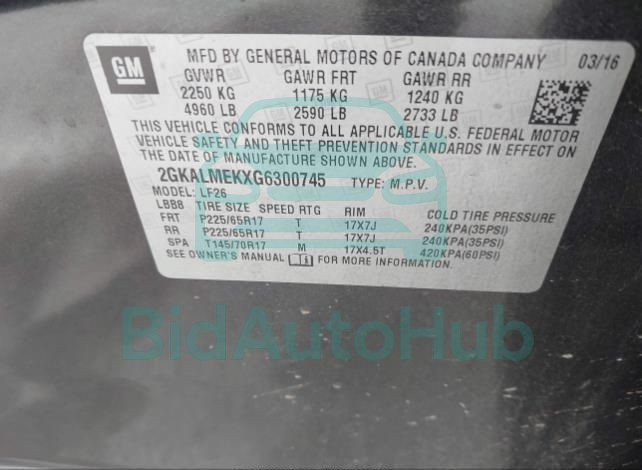 GM
MFD BY GENERAL MOTORS OF CANADA COMPANY 03/16
GVWR GAWR FRT GAWR RR
2250 KG 1175 KG 1240 KG
4960 LB 2590 LB 2733 LB
THIS VEHICLE CONFORMS TO ALL APPLICABLE U.S. FEDERAL MOTOR
VEHICLE SAFETY AND THEFT PREVENTION STANDARDS IN EFFECT ON
THE DATE OF MANUFACTURE SHOWN ABOVE.
2GKALMEKXG6300745 TYPE: M.P.V.
MODEL: LF26
LBB8 TIRE SIZE SPEED RTG RIM COLD TIRE PRESSURE
FRT P225/65R17 T 17X7J 240KPA(35PSI)
RR P225/65R17 T 17X7J 240KPA(35PSI)
SPA T145/70R17 M 17X4.5T 420KPA(60PSI)
SEE OWNER'S MANUAL FOR MORE INFORMATION.
BidAutoHub